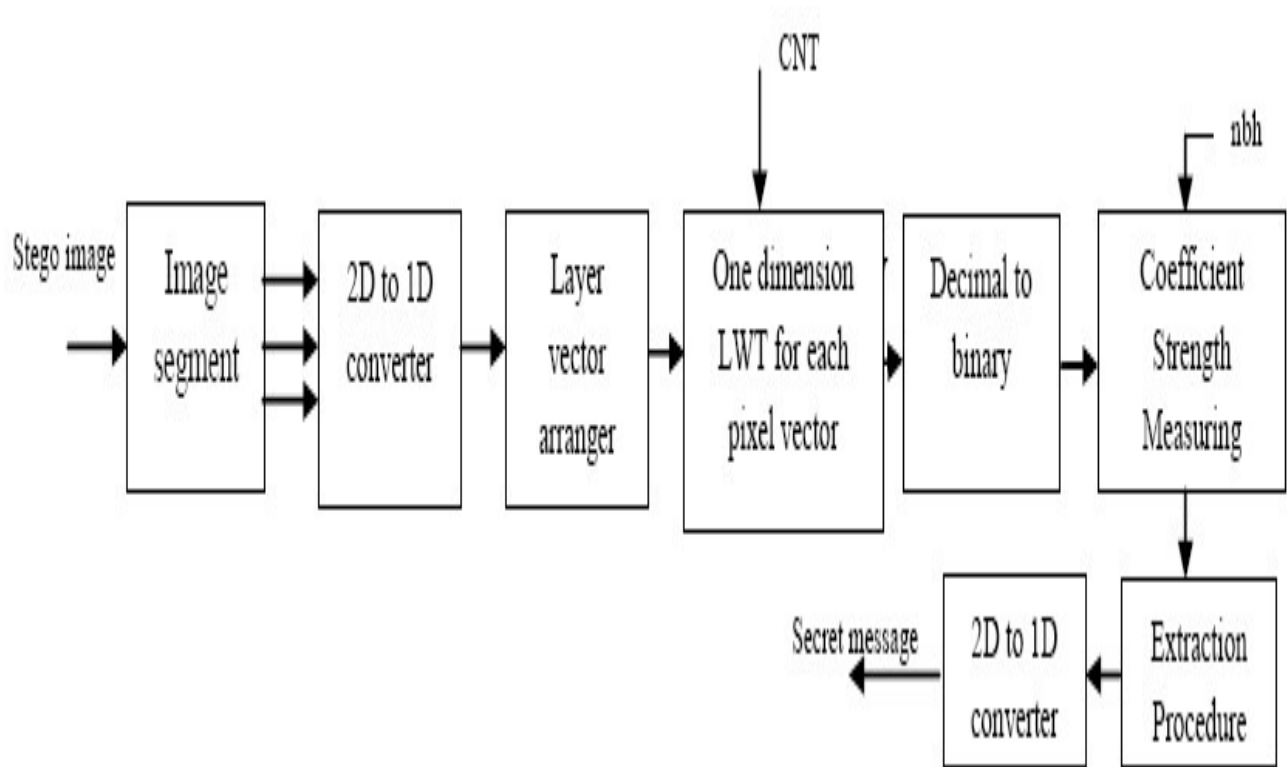 CNT
nbh
Stego image
Image
segment
2D to 1D
converter
Layer
vector
arranger
One dimension
LWT for each
pixel vector
Decimal to
binary
Coefficient
Strength
Measuring
Secret message
2D to 1D
converter
Extraction
Procedure